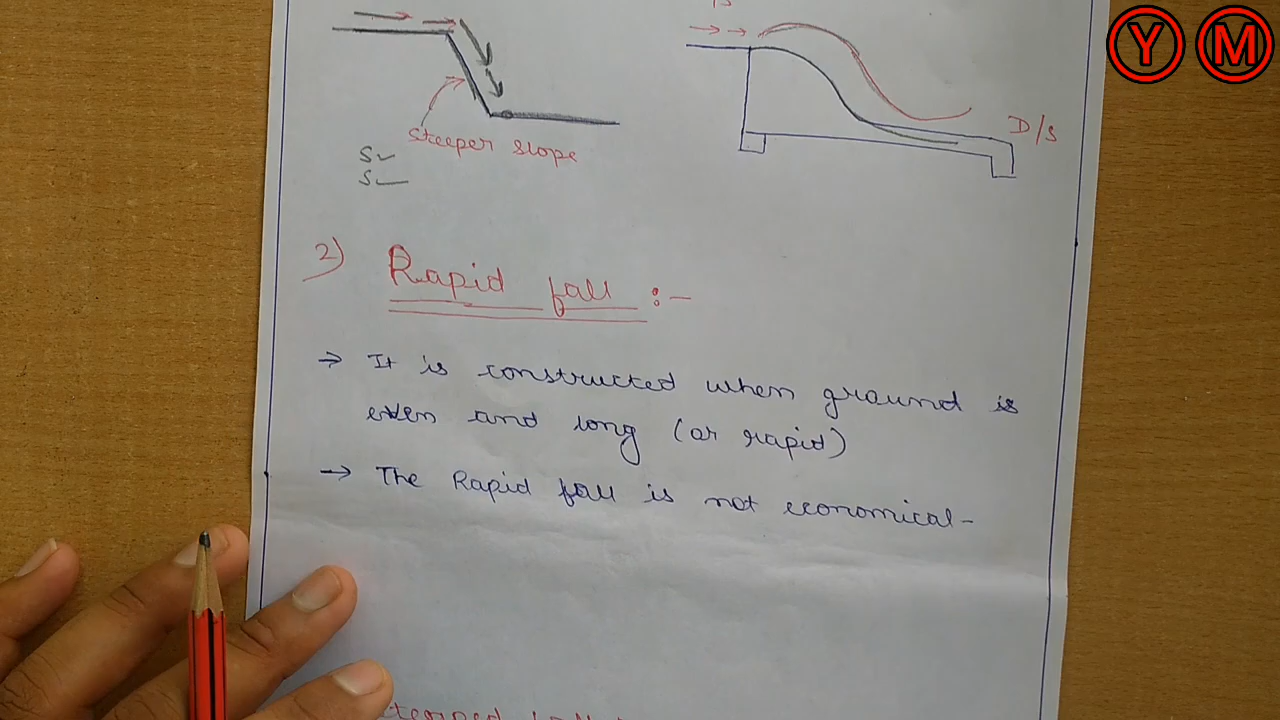 Y M
steeper slope
D/S
S
S
2) Rapid fall :-
→ It is constructed when ground is
even and long (or rapid)
→ The Rapid fall is not economical-